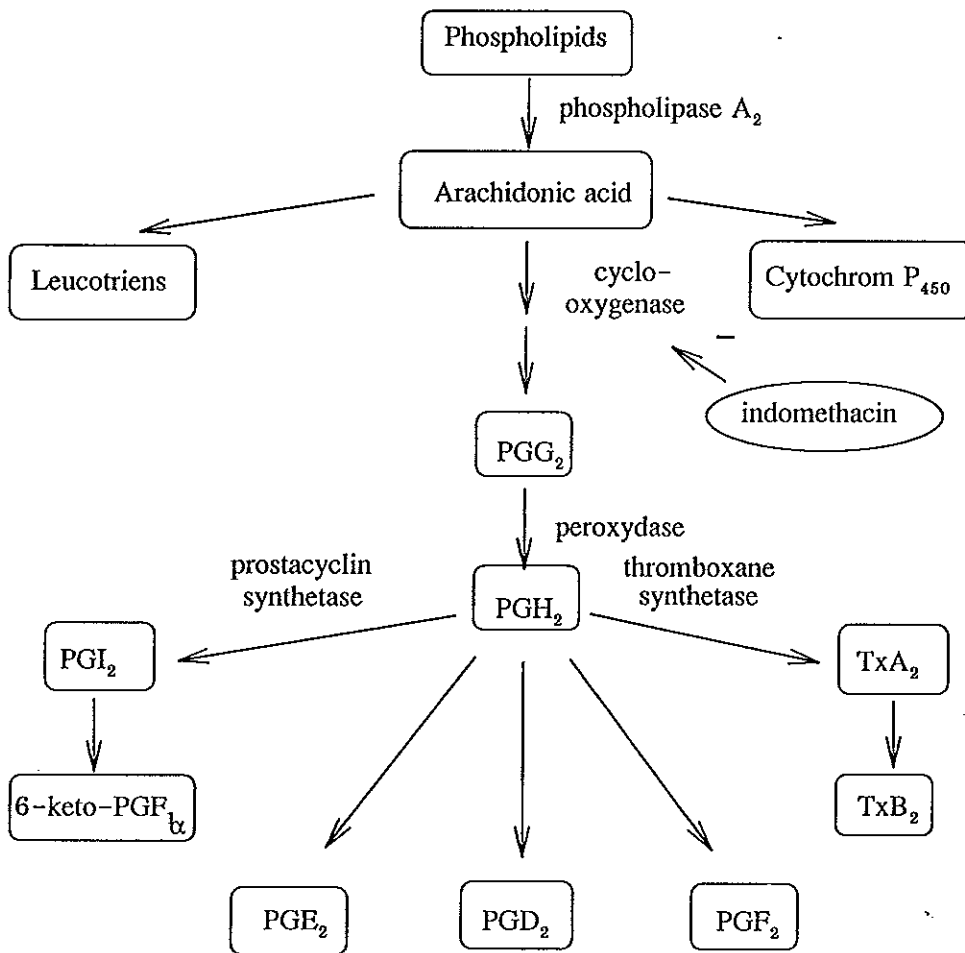 Phospholipids
phospholipase A₂
Arachidonic acid
Leucotriens
cyclo-
oxygenase
Cytochrom P₄₅₀
–
indomethacin
PGG₂
peroxydase
prostacyclin
synthetase
thromboxane
synthetase
PGH₂
PGI₂
TxA₂
6-keto-PGF₁α
TxB₂
PGE₂
PGD₂
PGF₂